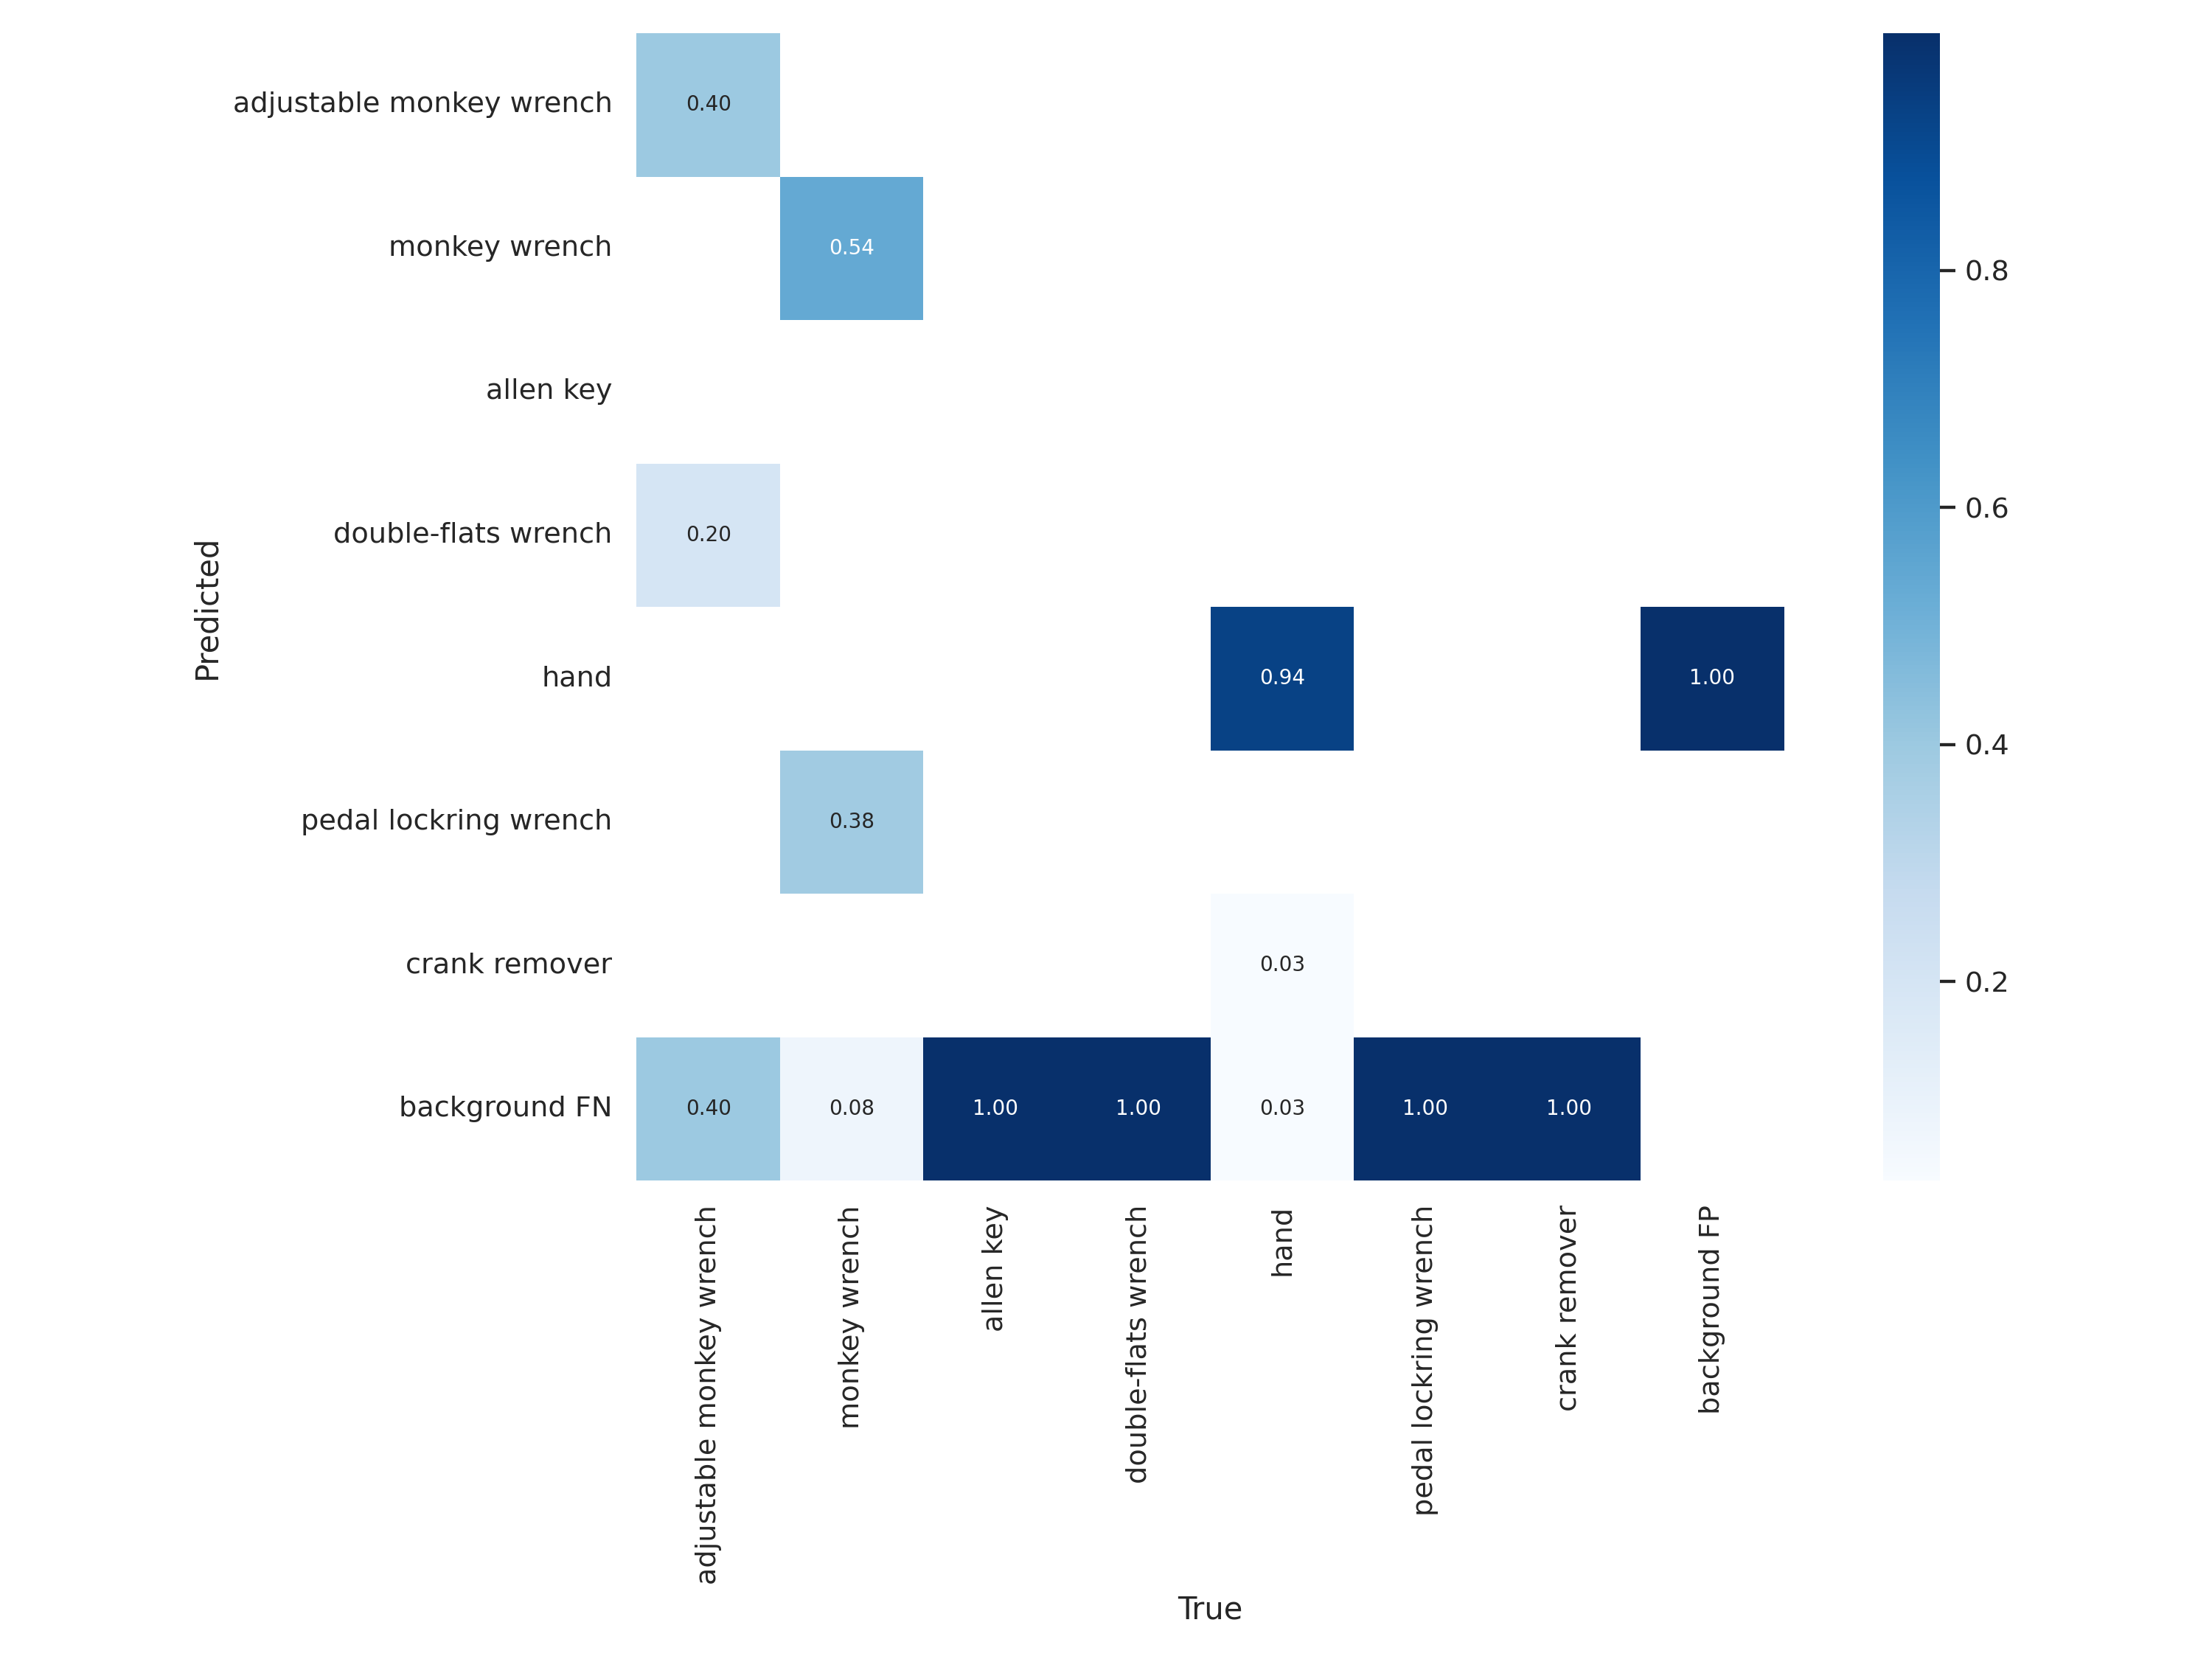 adjustable monkey wrench 0.40
monkey wrench 0.54
allen key
double-flats wrench 0.20
hand 0.94 1.00
pedal lockring wrench 0.38
crank remover 0.03
background FN 0.40 0.08 1.00 1.00 0.03 1.00 1.00
Predicted
adjustable monkey wrench
monkey wrench
allen key
double-flats wrench
hand
pedal lockring wrench
crank remover
background FP
True
0.8
0.6
0.4
0.2